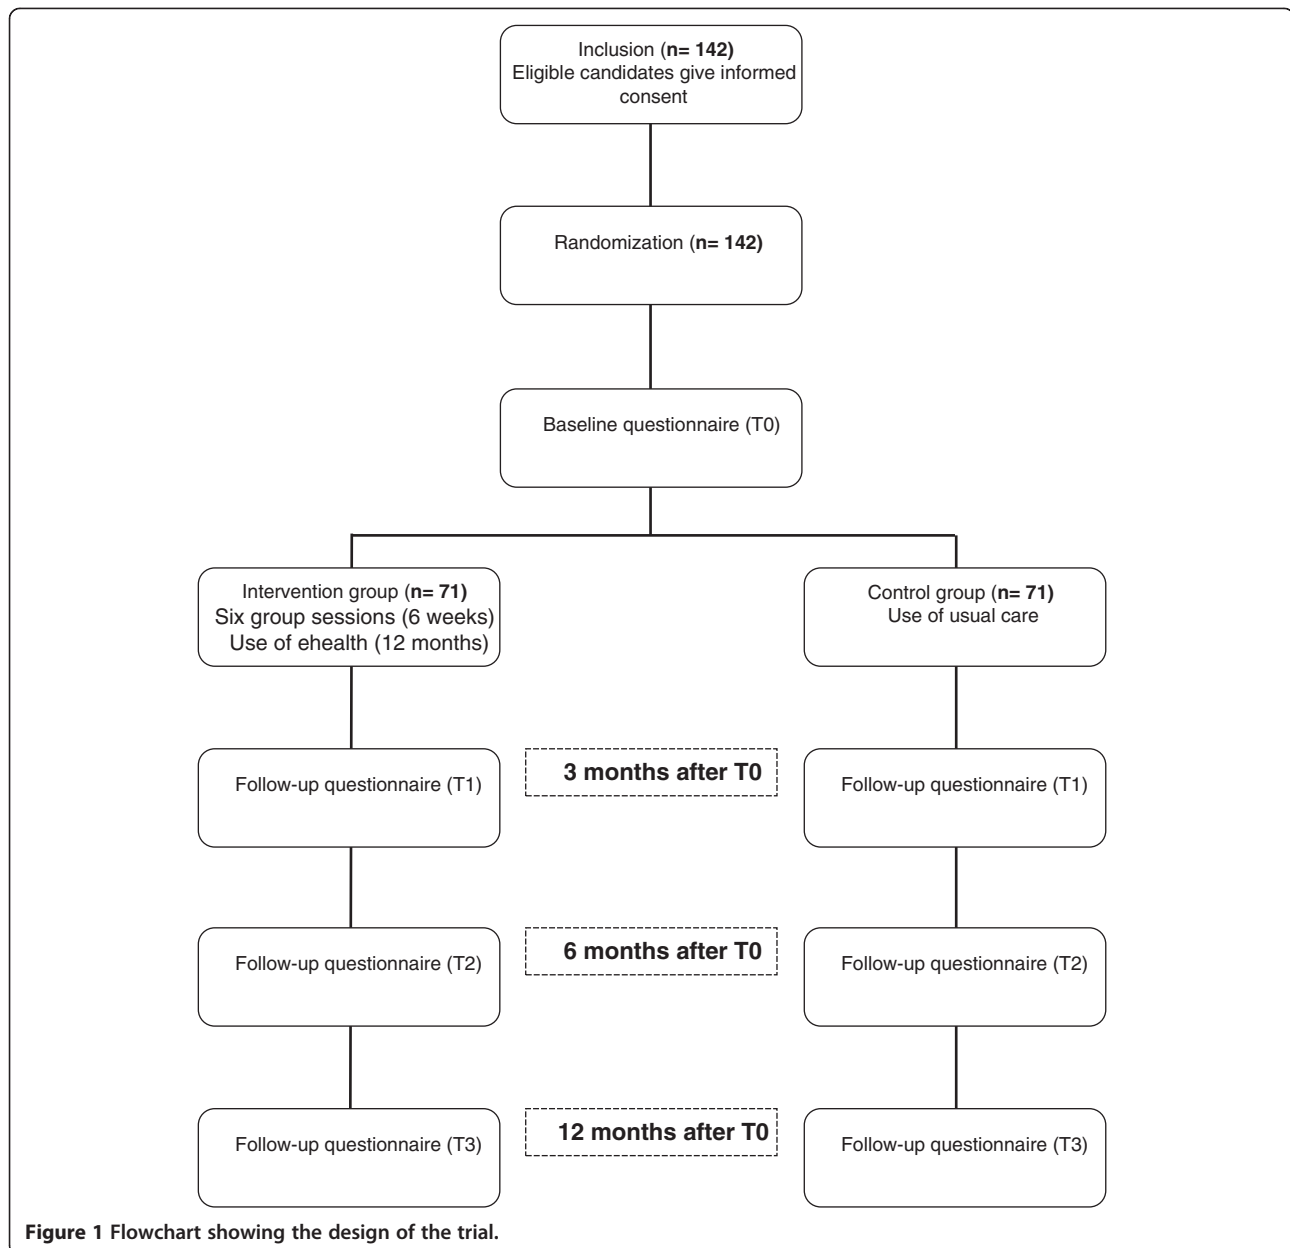 Inclusion (n= 142)
Eligible candidates give informed
consent
Randomization (n= 142)
Baseline questionnaire (T0)
Intervention group (n= 71)
Six group sessions (6 weeks)
Use of ehealth (12 months)
Control group (n= 71)
Use of usual care
Follow-up questionnaire (T1)
3 months after T0
Follow-up questionnaire (T1)
Follow-up questionnaire (T2)
6 months after T0
Follow-up questionnaire (T2)
Follow-up questionnaire (T3)
12 months after T0
Follow-up questionnaire (T3)
Figure 1 Flowchart showing the design of the trial.